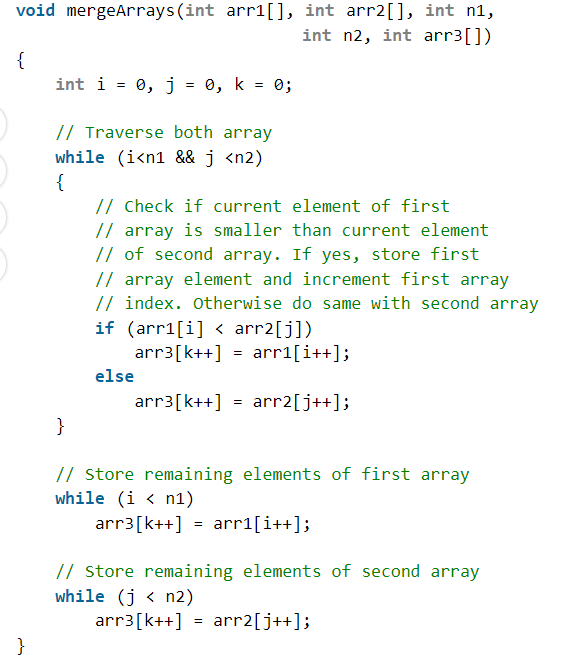 void mergeArrays(int arr1[], int arr2[], int n1,
                             int n2, int arr3[])
{
    int i = 0, j = 0, k = 0;

    // Traverse both array
    while (i<n1 && j <n2)
    {
        // Check if current element of first
        // array is smaller than current element
        // of second array. If yes, store first
        // array element and increment first array
        // index. Otherwise do same with second array
        if (arr1[i] < arr2[j])
            arr3[k++] = arr1[i++];
        else
            arr3[k++] = arr2[j++];
    }

    // Store remaining elements of first array
    while (i < n1)
        arr3[k++] = arr1[i++];

    // Store remaining elements of second array
    while (j < n2)
        arr3[k++] = arr2[j++];
}